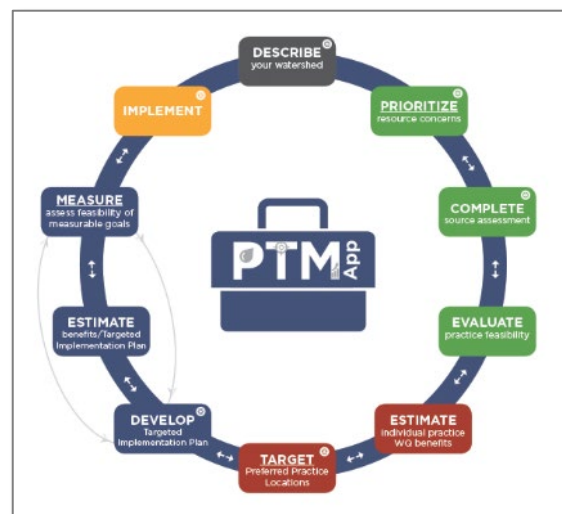 DESCRIBE
your watershed
PRIORITIZE
resource concerns
COMPLETE
source assessment
EVALUATE
practice feasibility
ESTIMATE
individual practice
WQ benefits
TARGET
Preferred Practice
Locations
DEVELOP
Targeted
Implementation Plan
ESTIMATE
benefits/Targeted
Implementation Plan
MEASURE
assess feasibility of
measurable goals
IMPLEMENT
PTM
App